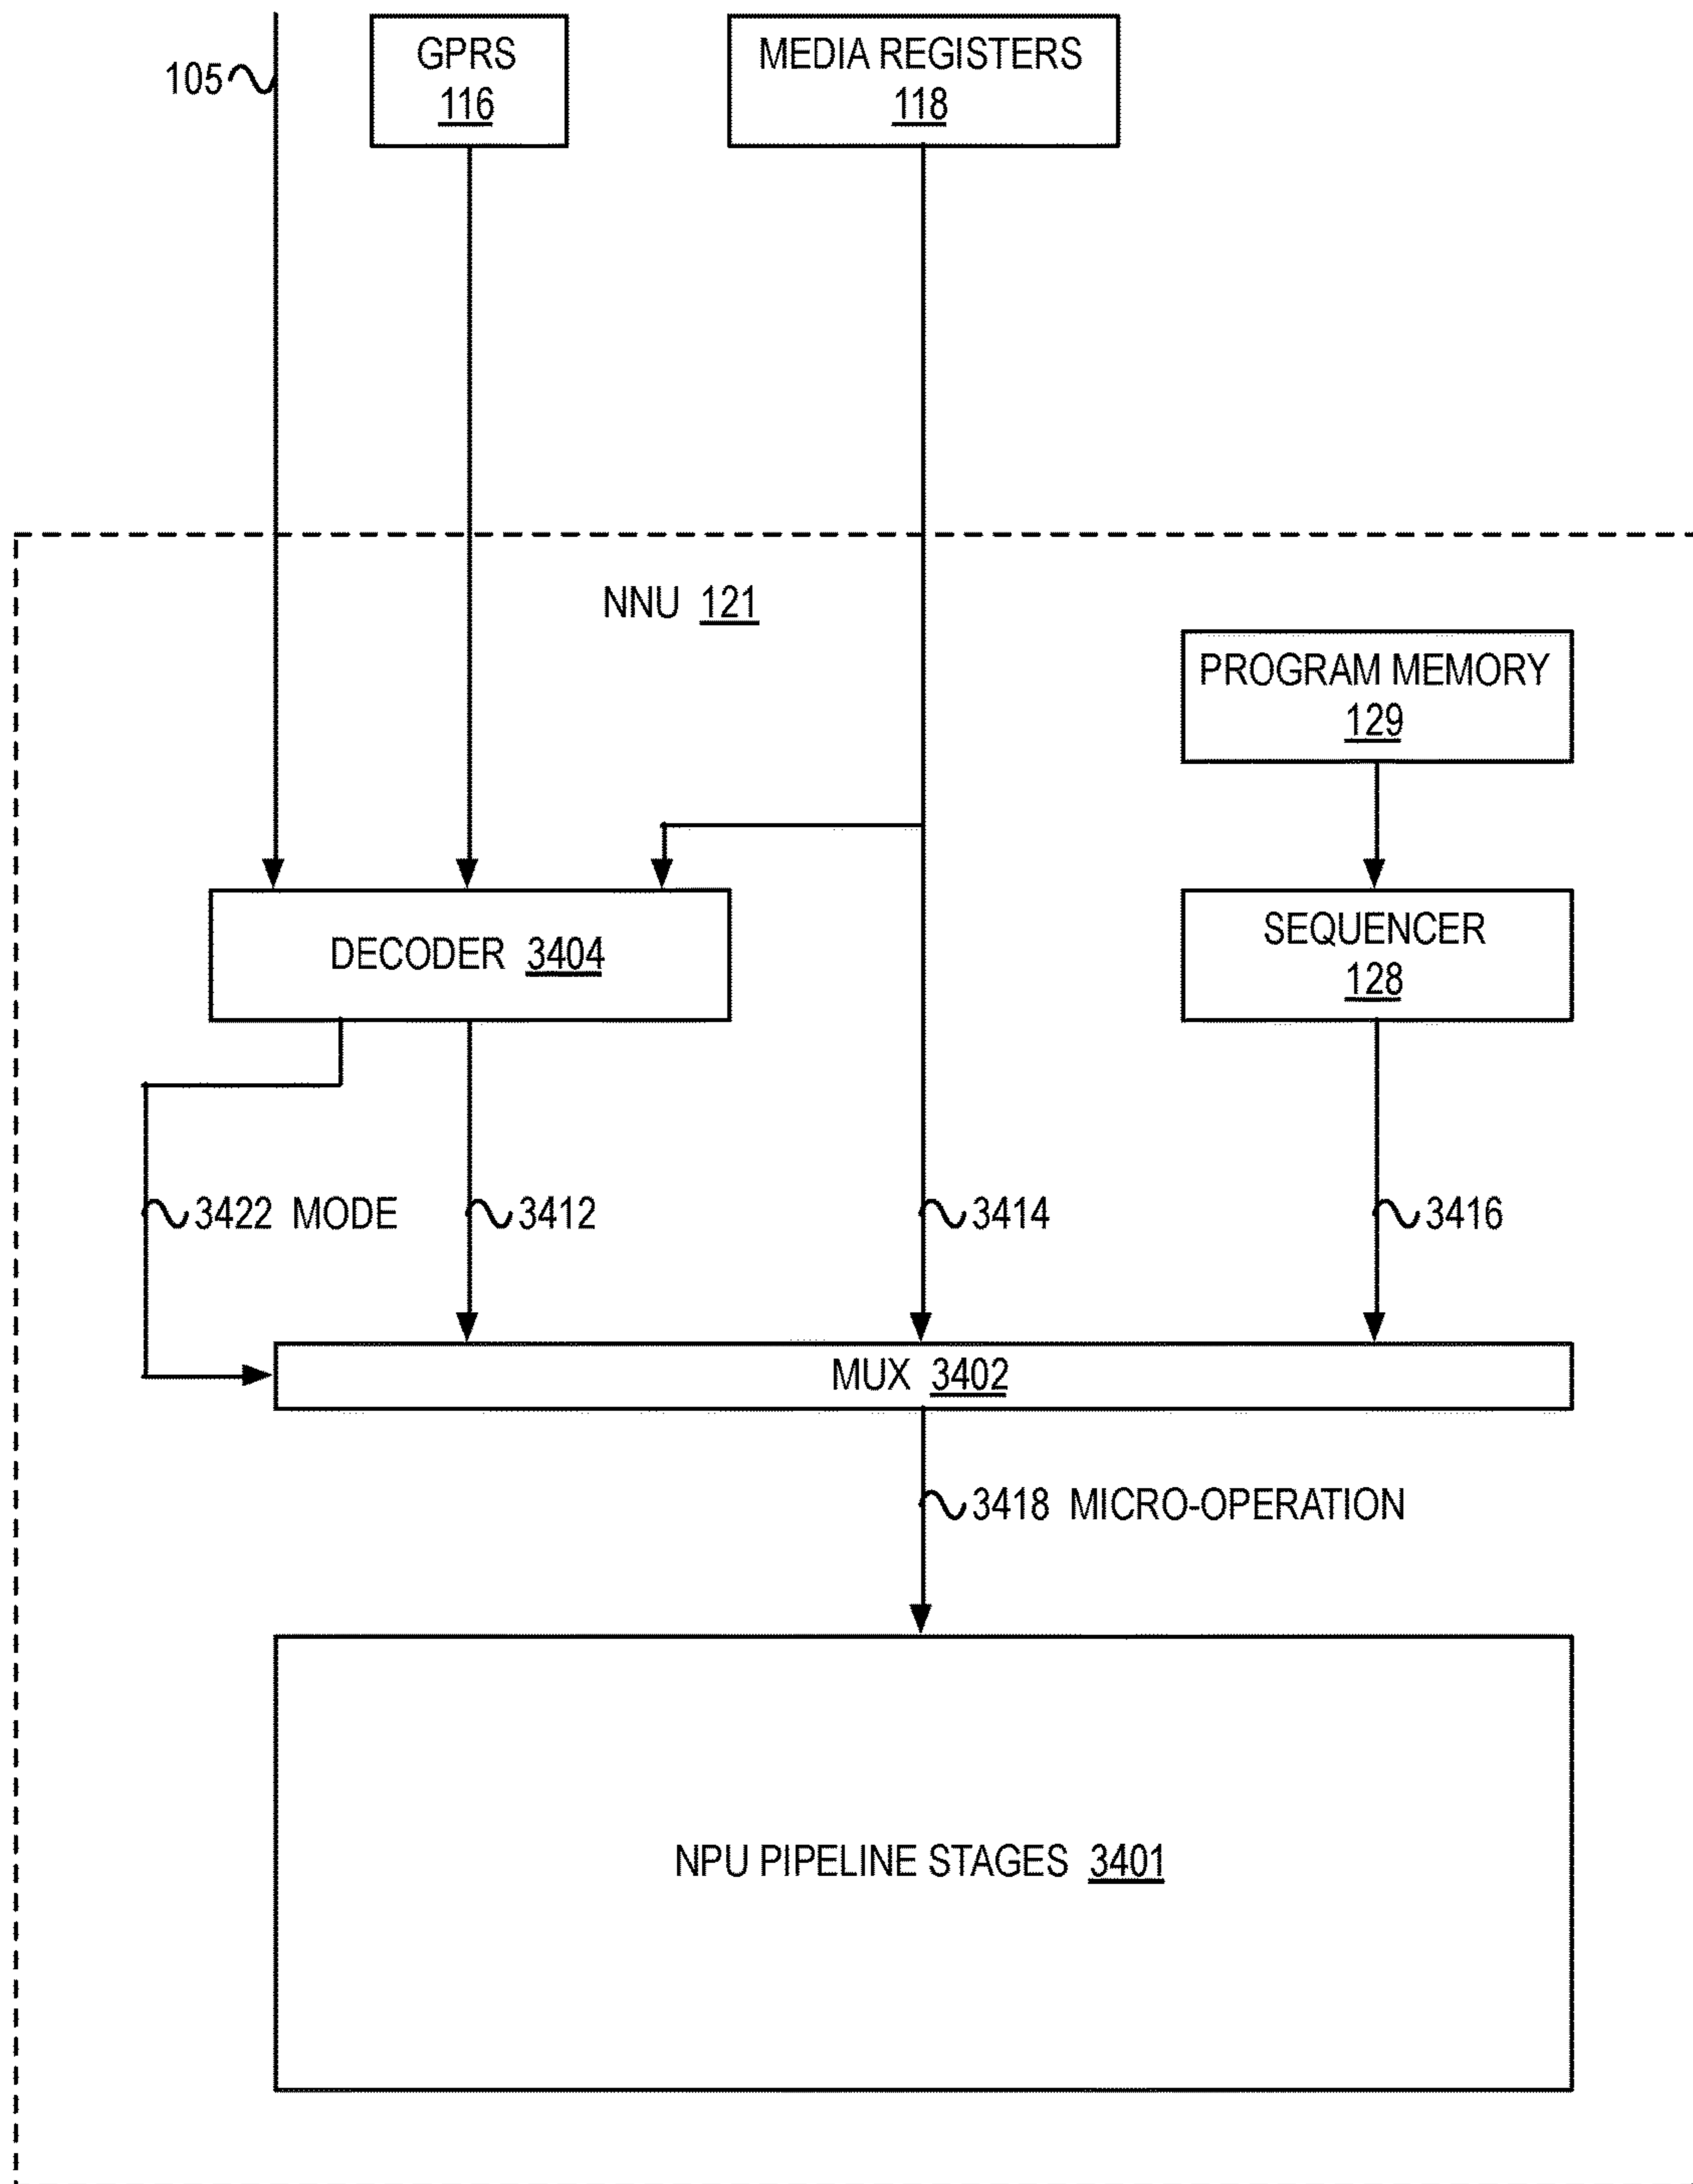 105
GPRS
116
MEDIA REGISTERS
118
NNU 121
PROGRAM MEMORY
129
DECODER 3404
SEQUENCER
128
3422 MODE
3412
3414
3416
MUX 3402
3418 MICRO-OPERATION
NPU PIPELINE STAGES 3401